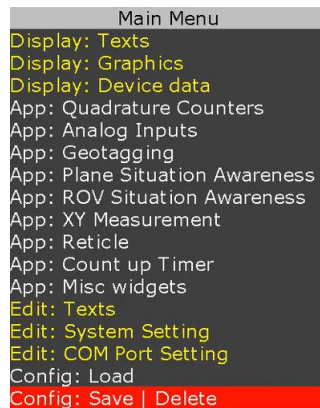 Main Menu
Display: Texts
Display: Graphics
Display: Device data
App: Quadrature Counters
App: Analog Inputs
App: Geotagging
App: Plane Situation Awareness
App: ROV Situation Awareness
App: XY Measurement
App: Reticle
App: Count up Timer
App: Misc widgets
Edit: Texts
Edit: System Setting
Edit: COM Port Setting
Config: Load
Config: Save | Delete